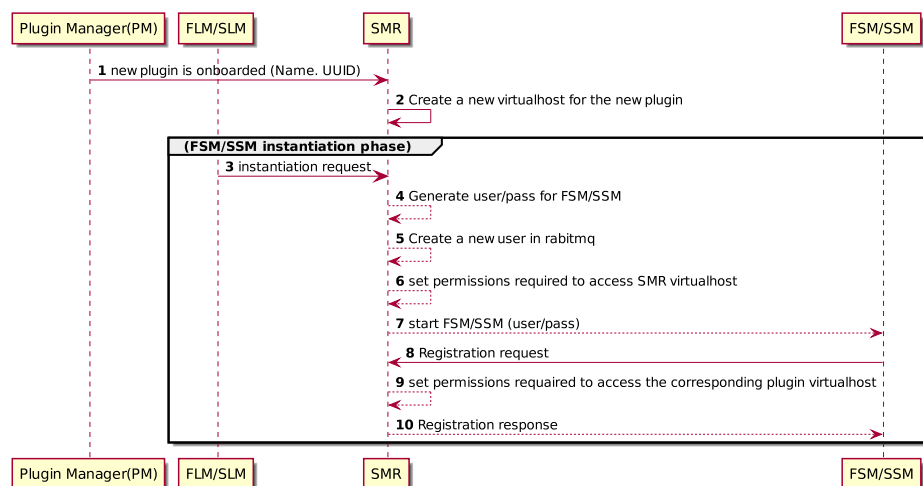 Plugin Manager(PM) FLM/SLM SMR FSM/SSM
1 new plugin is onboarded (Name. UUID)
2 Create a new virtualhost for the new plugin
(FSM/SSM instantiation phase)
3 instantiation request
4 Generate user/pass for FSM/SSM
5 Create a new user in rabitmq
6 set permissions required to access SMR virtualhost
7 start FSM/SSM (user/pass)
8 Registration request
9 set permissions requaired to access the corresponding plugin virtualhost
10 Registration response
Plugin Manager(PM) FLM/SLM SMR FSM/SSM